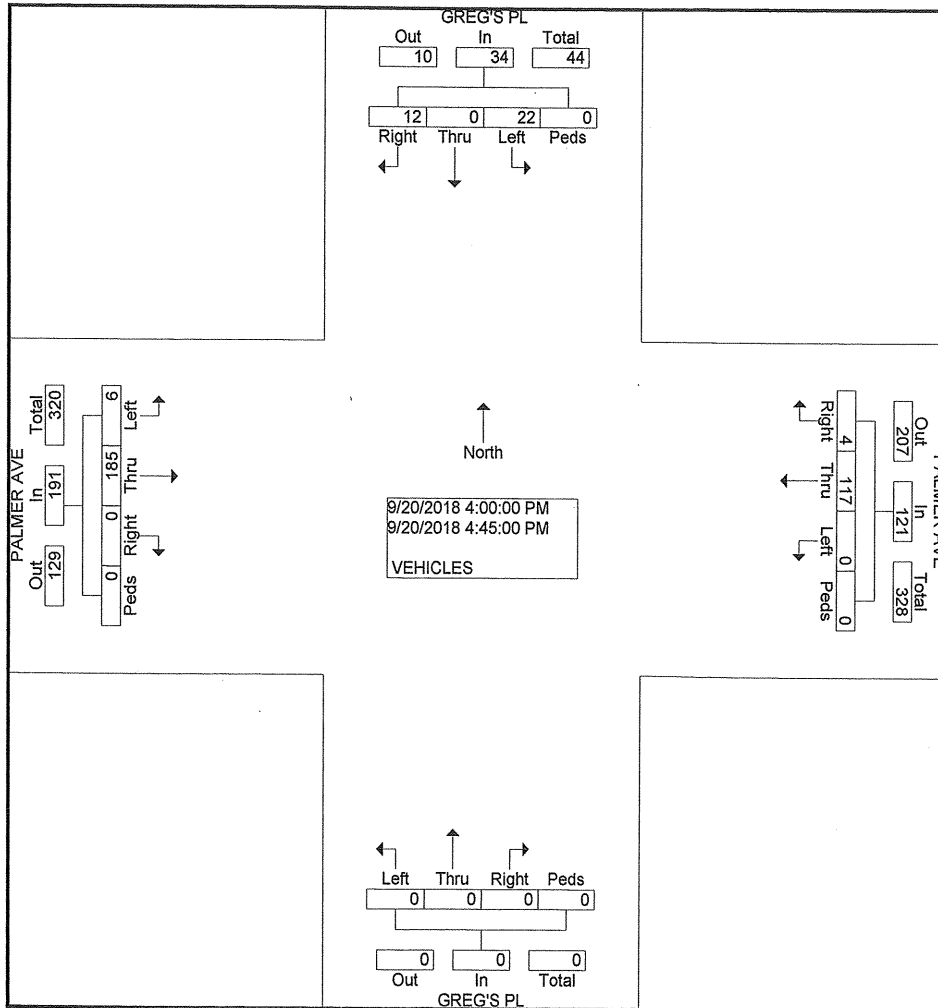 GREG'S PL
Out In Total
10 34 44
12 0 22 0
Right Thru Left Peds
PALMER AVE
Total In Out
320 191 129
6 185 0 0
Left Thru Right Peds
North
9/20/2018 4:00:00 PM
9/20/2018 4:45:00 PM
VEHICLES
Right Thru Left Peds
4 117 0 0
Out In Total
207 121 328
PALMER AVE
Left Thru Right Peds
0 0 0 0
0 0 0
Out In Total
GREG'S PL